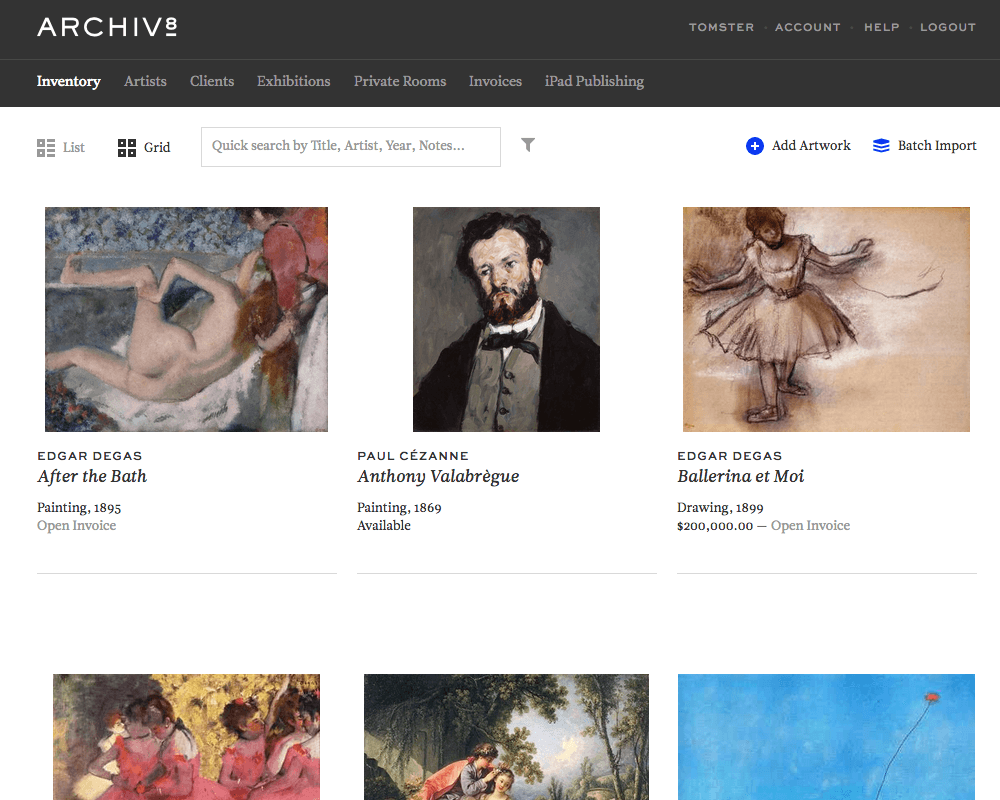 ARCHIV8
TOMSTER · ACCOUNT · HELP · LOGOUT
Inventory Artists Clients Exhibitions Private Rooms Invoices iPad Publishing
List Grid Quick search by Title, Artist, Year, Notes... Add Artwork Batch Import
EDGAR DEGAS
After the Bath
Painting, 1895
Open Invoice
PAUL CÉZANNE
Anthony Valabrègue
Painting, 1869
Available
EDGAR DEGAS
Ballerina et Moi
Drawing, 1899
$200,000.00 — Open Invoice